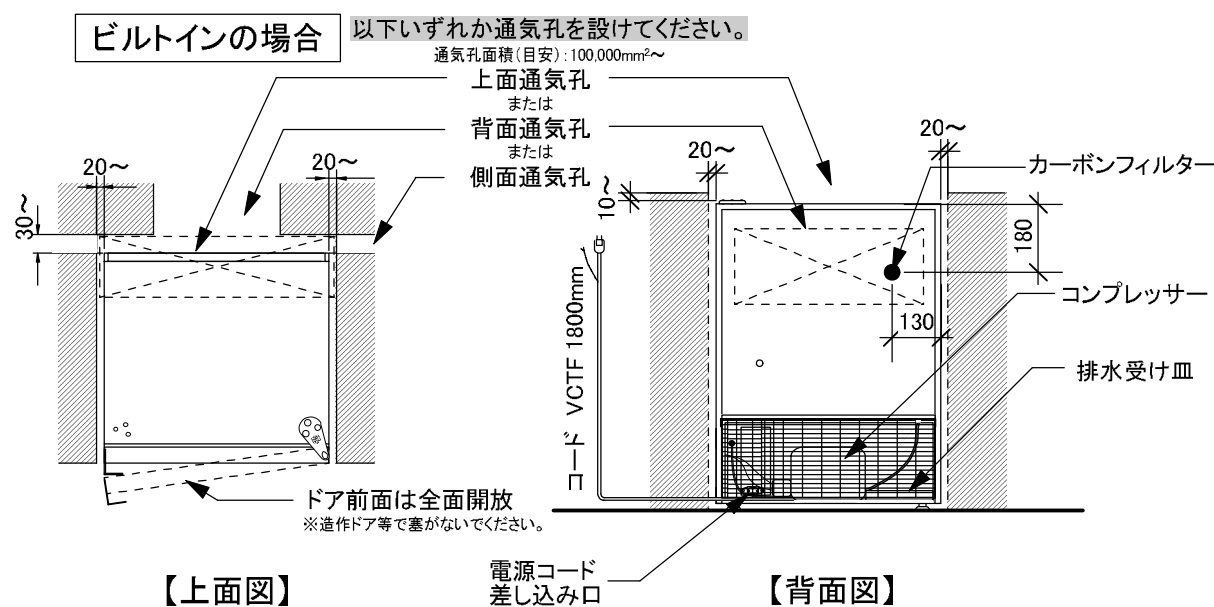 ビルトインの場合
以下いずれか通気孔を設けてください。
通気孔面積(目安):100,000mm²〜
上面通気孔
または
背面通気孔
または
側面通気孔
20〜
20〜
30〜
ドア前面は全面開放
※造作ドア等で塞がないでください。
【上面図】
20〜
20〜
10〜
カーボンフィルター
180
コンプレッサー
130
排水受け皿
コード VCTF 1800mm
電源コード
差し込み口
【背面図】